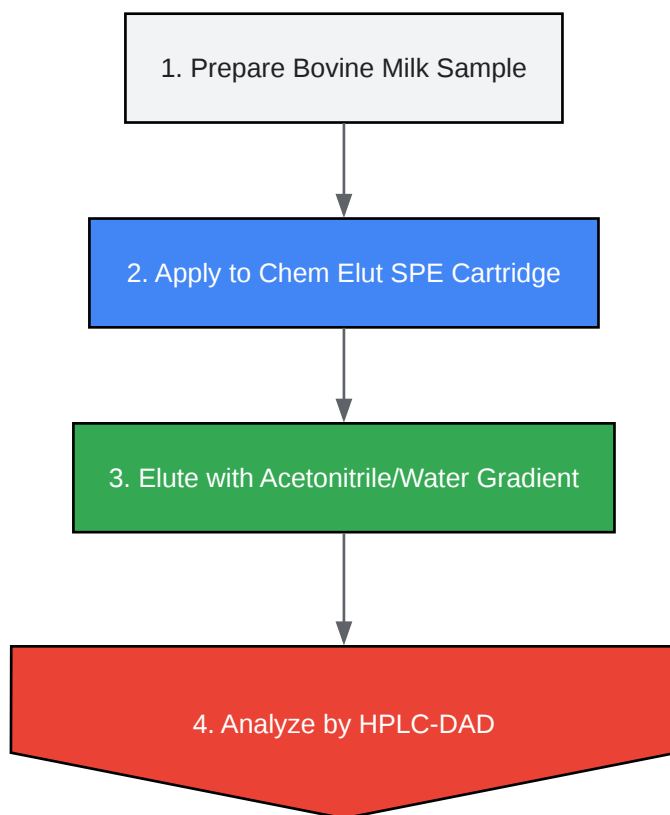 1. Prepare Bovine Milk Sample
2. Apply to Chem Elut SPE Cartridge
3. Elute with Acetonitrile/Water Gradient
4. Analyze by HPLC-DAD